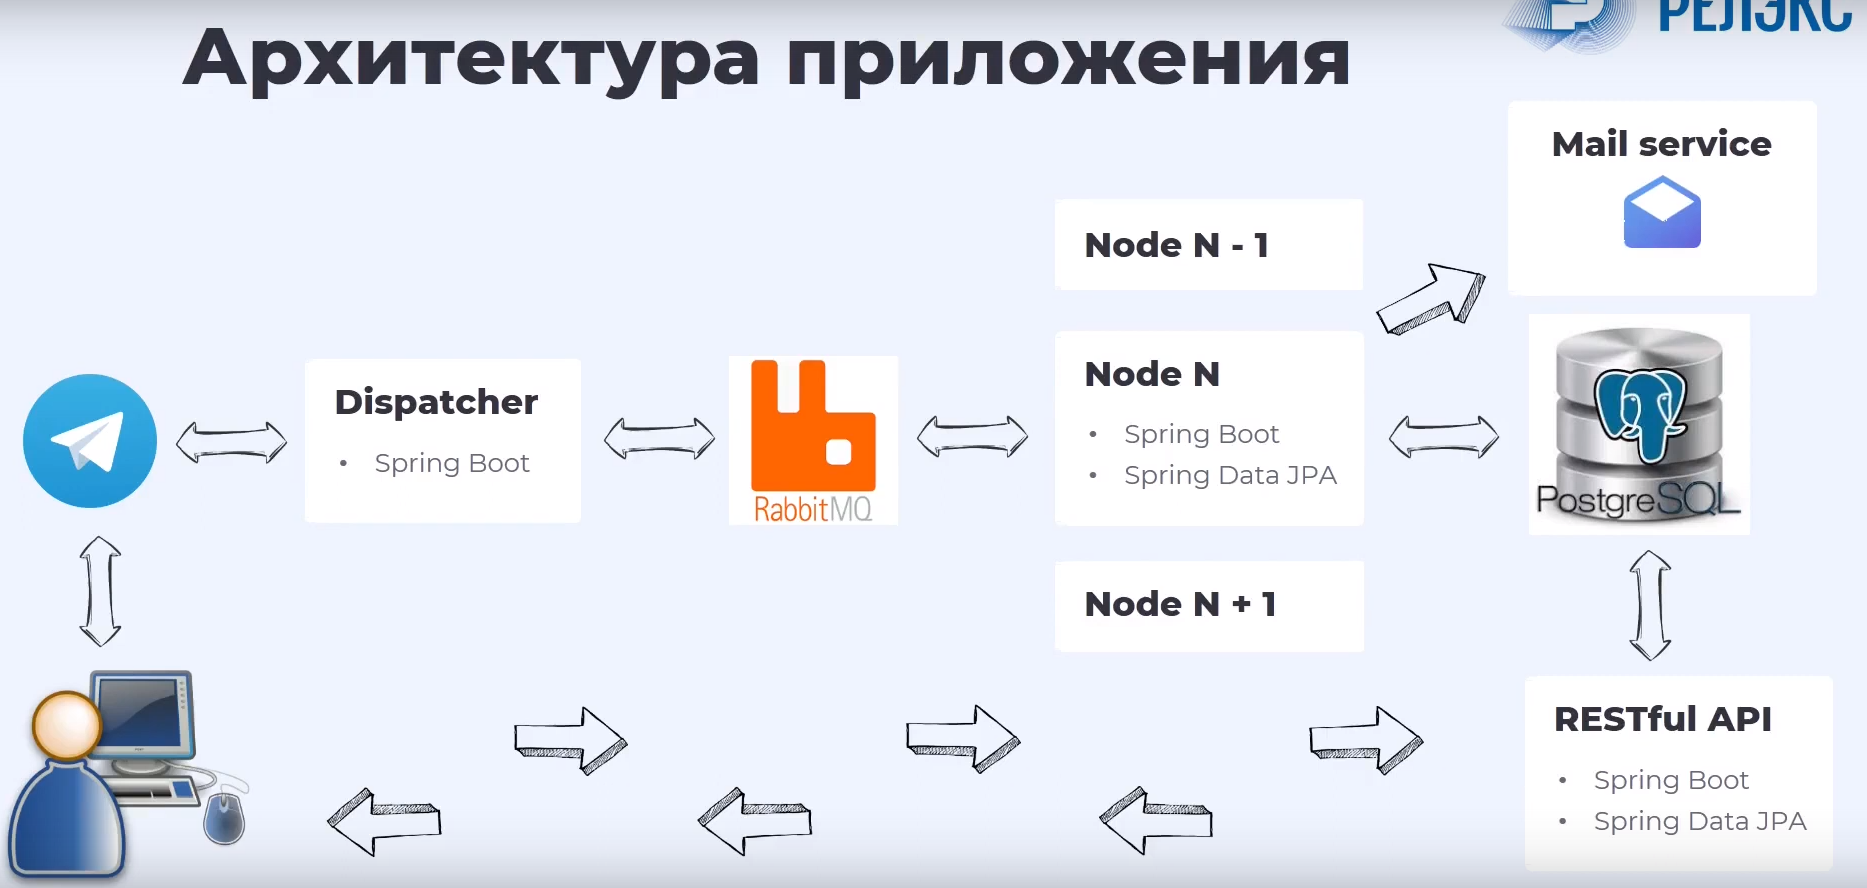 РЕЛЭКС
Архитектура приложения
Mail service
Node N - 1
Dispatcher
• Spring Boot
RabbitMQ
Node N
• Spring Boot
• Spring Data JPA
PostgreSQL
Node N + 1
RESTful API
• Spring Boot
• Spring Data JPA